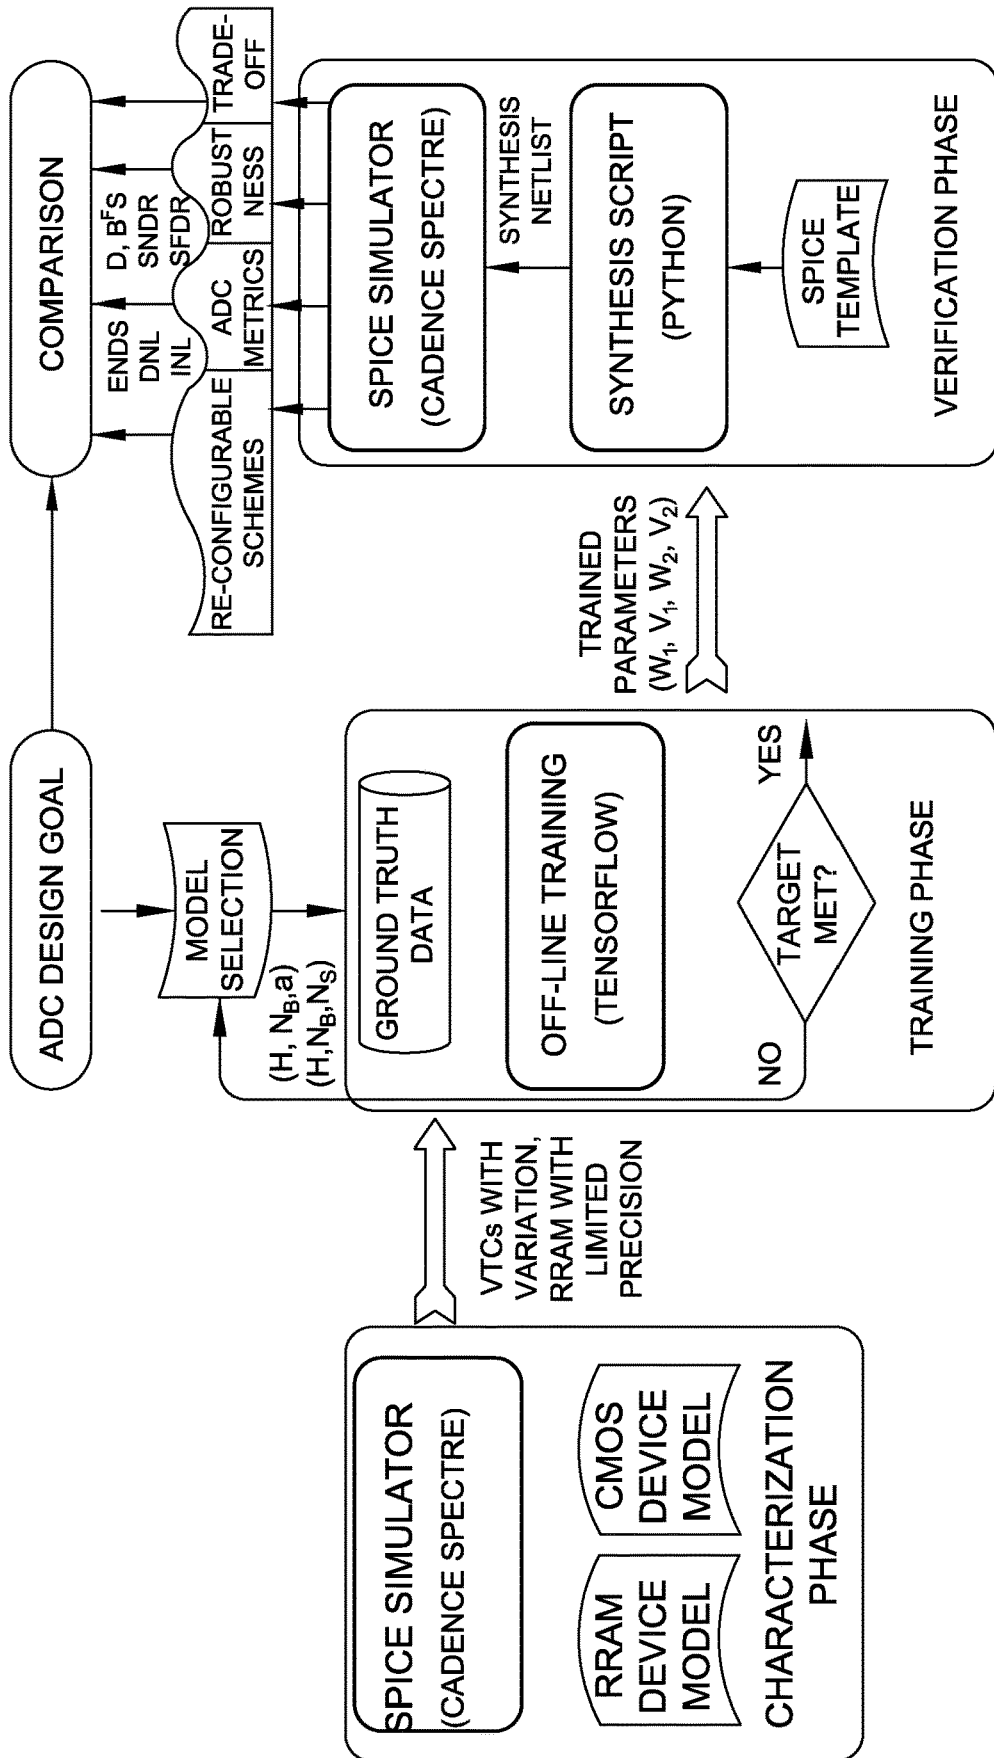 ADC DESIGN GOAL
COMPARISON
MODEL
SELECTION
(H, N_B,a)
(H,N_B,N_S)
ENDS
DNL
INL
D, B^FS
SNDR
SFDR
RE-CONFIGURABLE
SCHEMES
ADC
METRICS
ROBUST
NESS
TRADE-
OFF
SPICE SIMULATOR
(CADENCE SPECTRE)
RRAM
DEVICE
MODEL
CMOS
DEVICE
MODEL
CHARACTERIZATION
PHASE
VTCs WITH
VARIATION,
RRAM WITH
LIMITED
PRECISION
GROUND TRUTH
DATA
OFF-LINE TRAINING
(TENSORFLOW)
TARGET
MET?
NO
YES
TRAINING PHASE
TRAINED
PARAMETERS
(W_1, V_1, W_2, V_2)
SPICE SIMULATOR
(CADENCE SPECTRE)
SYNTHESIS
NETLIST
SYNTHESIS SCRIPT
(PYTHON)
SPICE
TEMPLATE
VERIFICATION PHASE